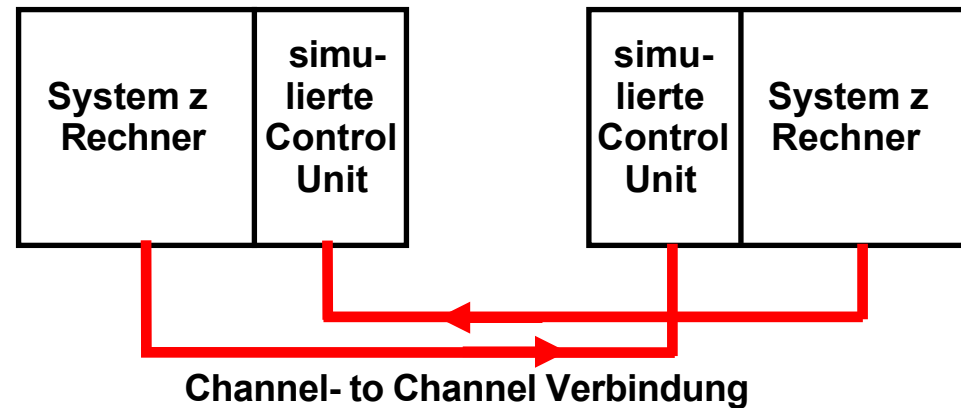 System z
Rechner
simu-
lierte
Control
Unit
simu-
lierte
Control
Unit
System z
Rechner
Channel- to Channel Verbindung